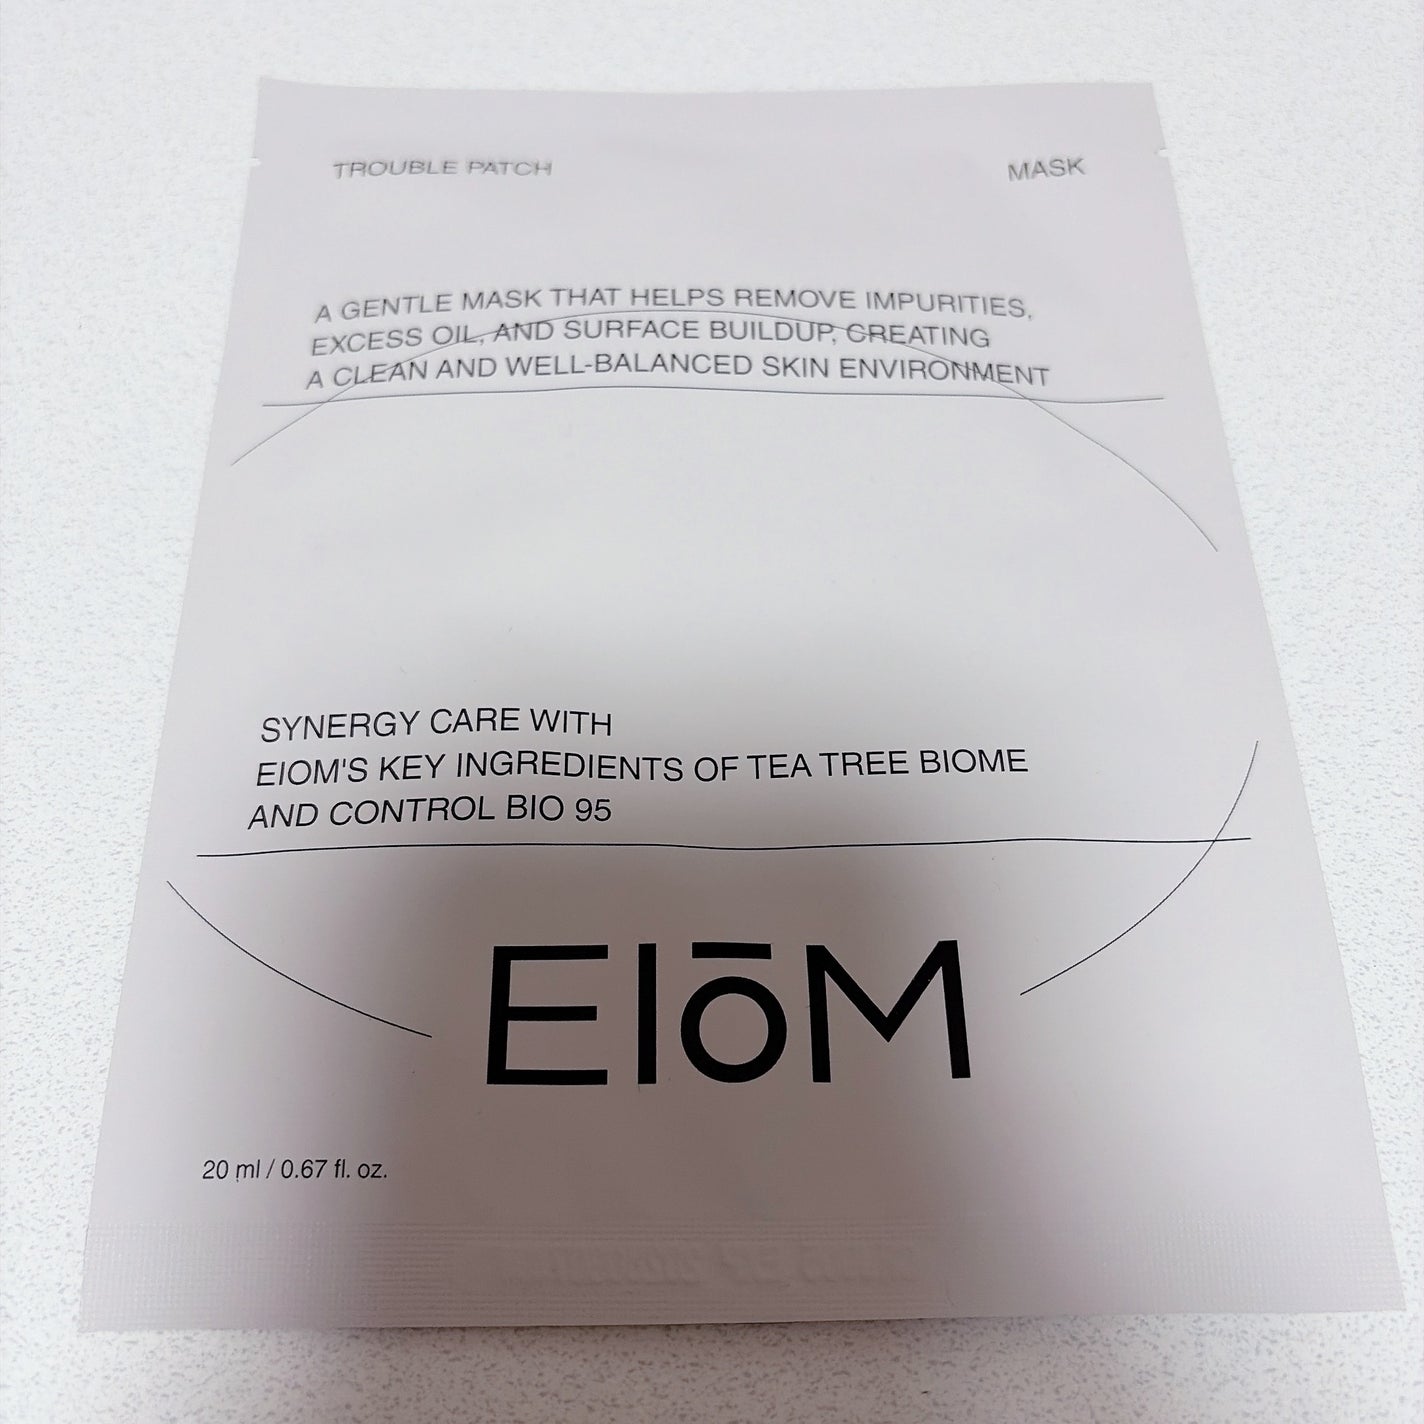 TROUBLE PATCH MASK
A GENTLE MASK THAT HELPS REMOVE IMPURITIES,
EXCESS OIL, AND SURFACE BUILDUP, CREATING
A CLEAN AND WELL-BALANCED SKIN ENVIRONMENT
SYNERGY CARE WITH
EIOM'S KEY INGREDIENTS OF TEA TREE BIOME
AND CONTROL BIO 95
EIōM
20 ml / 0.67 fl. oz.